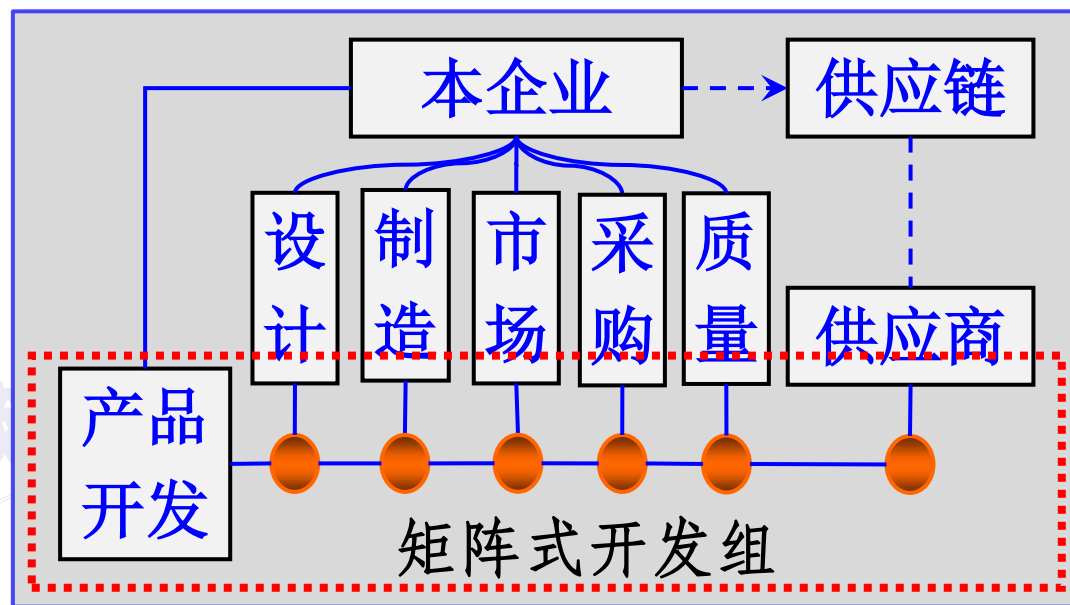 本企业
供应链
设计
制造
市场
采购
质量
供应商
产品
开发
矩阵式开发组